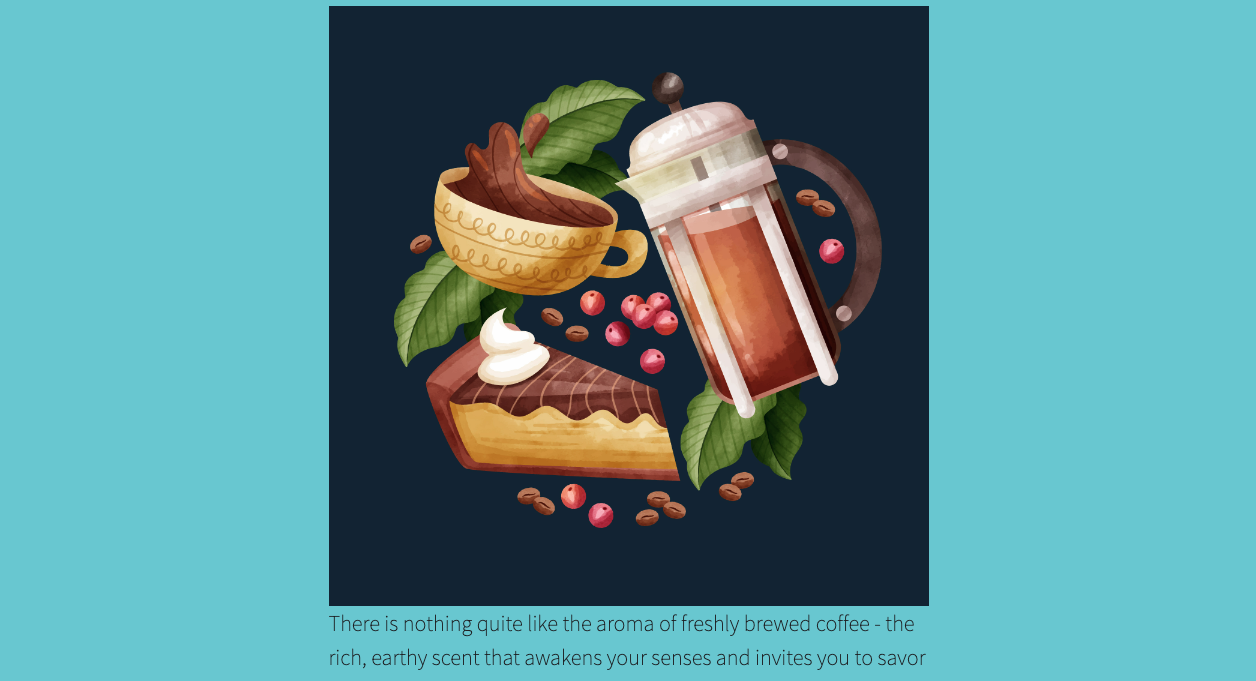 There is nothing quite like the aroma of freshly brewed coffee - the
rich, earthy scent that awakens your senses and invites you to savor